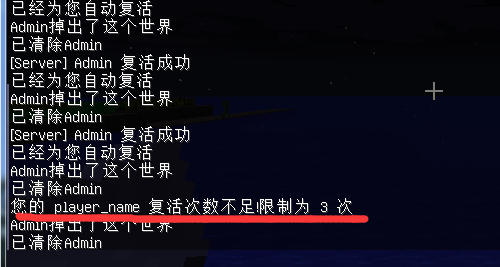 已经为您自动复活
Admin掉出了这个世界
已清除Admin
[Server] Admin 复活成功
已经为您自动复活
Admin掉出了这个世界
已清除Admin
[Server] Admin 复活成功
已经为您自动复活
Admin掉出了这个世界
已清除Admin
您的 player_name 复活次数不足!限制为 3 次
Admin掉出了这个世界
已清除Admin